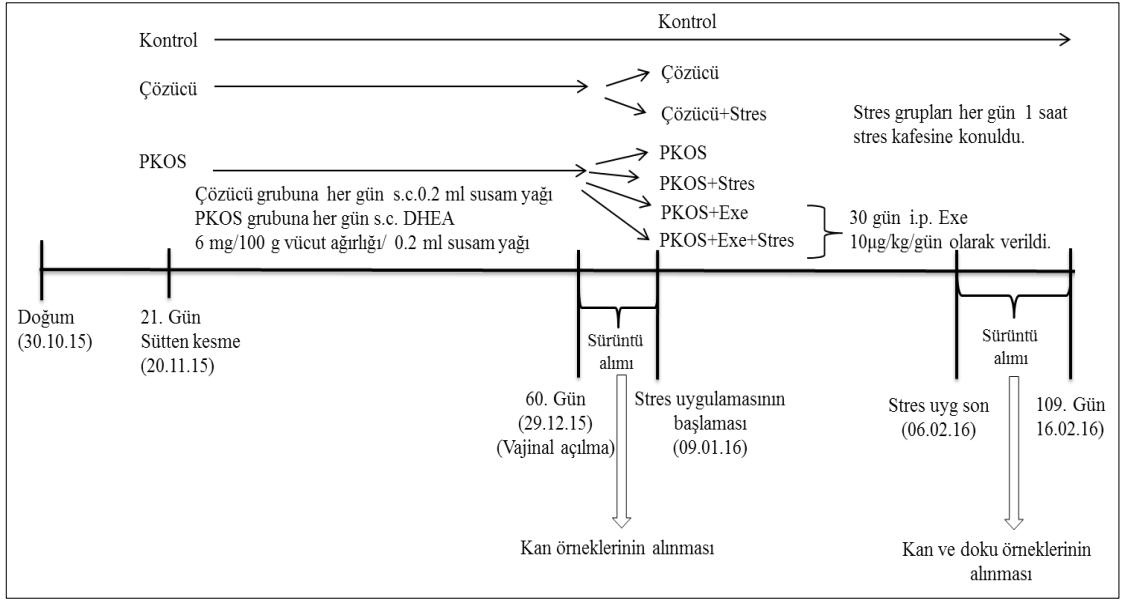 Kontrol
Kontrol
Çözücü
Çözücü
Çözücü+Stres
Stres grupları her gün 1 saat
stres kafesine konuldu.
PKOS
PKOS
PKOS+Stres
PKOS+Exe
PKOS+Exe+Stres
Çözücü grubuna her gün s.c.0.2 ml susam yağı
PKOS grubuna her gün s.c. DHEA
6 mg/100 g vücut ağırlığı/ 0.2 ml susam yağı
30 gün i.p. Exe
10µg/kg/gün olarak verildi.
Doğum
(30.10.15)
21. Gün
Sütten kesme
(20.11.15)
Sürüntü
alımı
60. Gün
(29.12.15)
(Vajinal açılma)
Stres uygulamasının
başlaması
(09.01.16)
Sürüntü
alımı
Stres uyg son
(06.02.16)
109. Gün
16.02.16)
Kan örneklerinin alınması
Kan ve doku örneklerinin
alınması